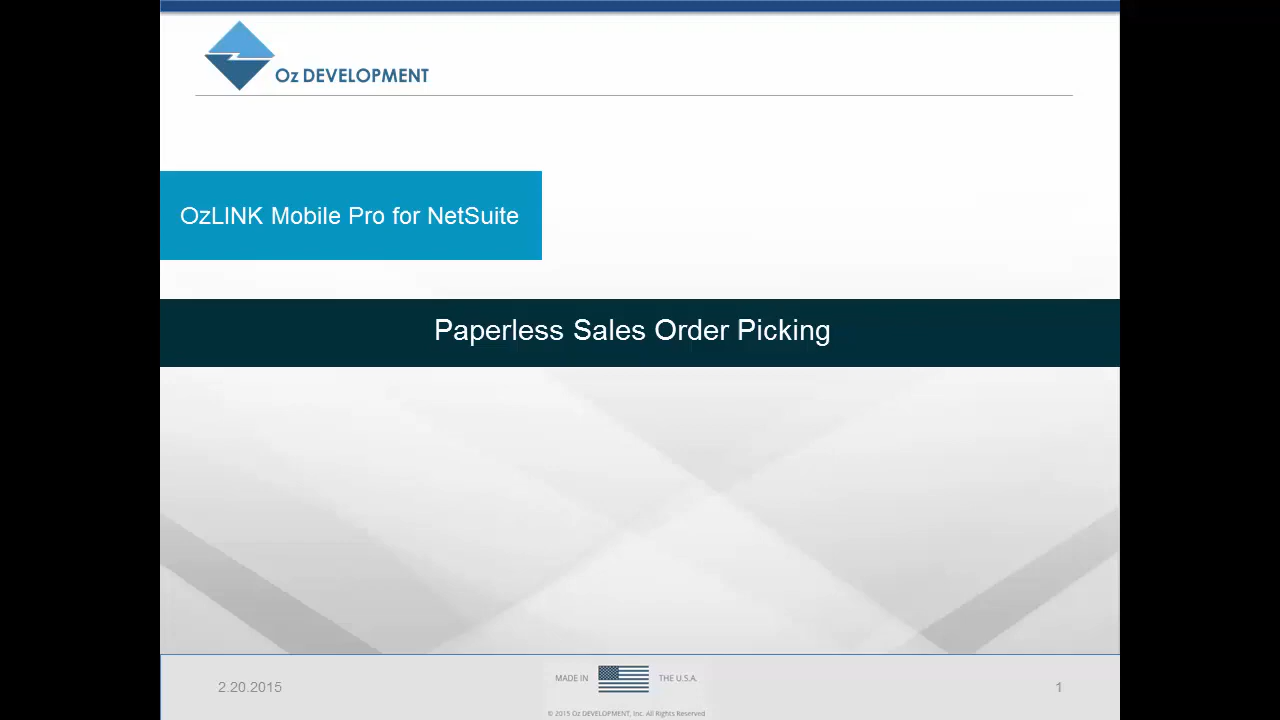 Oz DEVELOPMENT
OzLINK Mobile Pro for NetSuite
Paperless Sales Order Picking
2.20.2015
MADE IN THE U.S.A.
1
© 2015 Oz DEVELOPMENT, Inc. All Rights Reserved